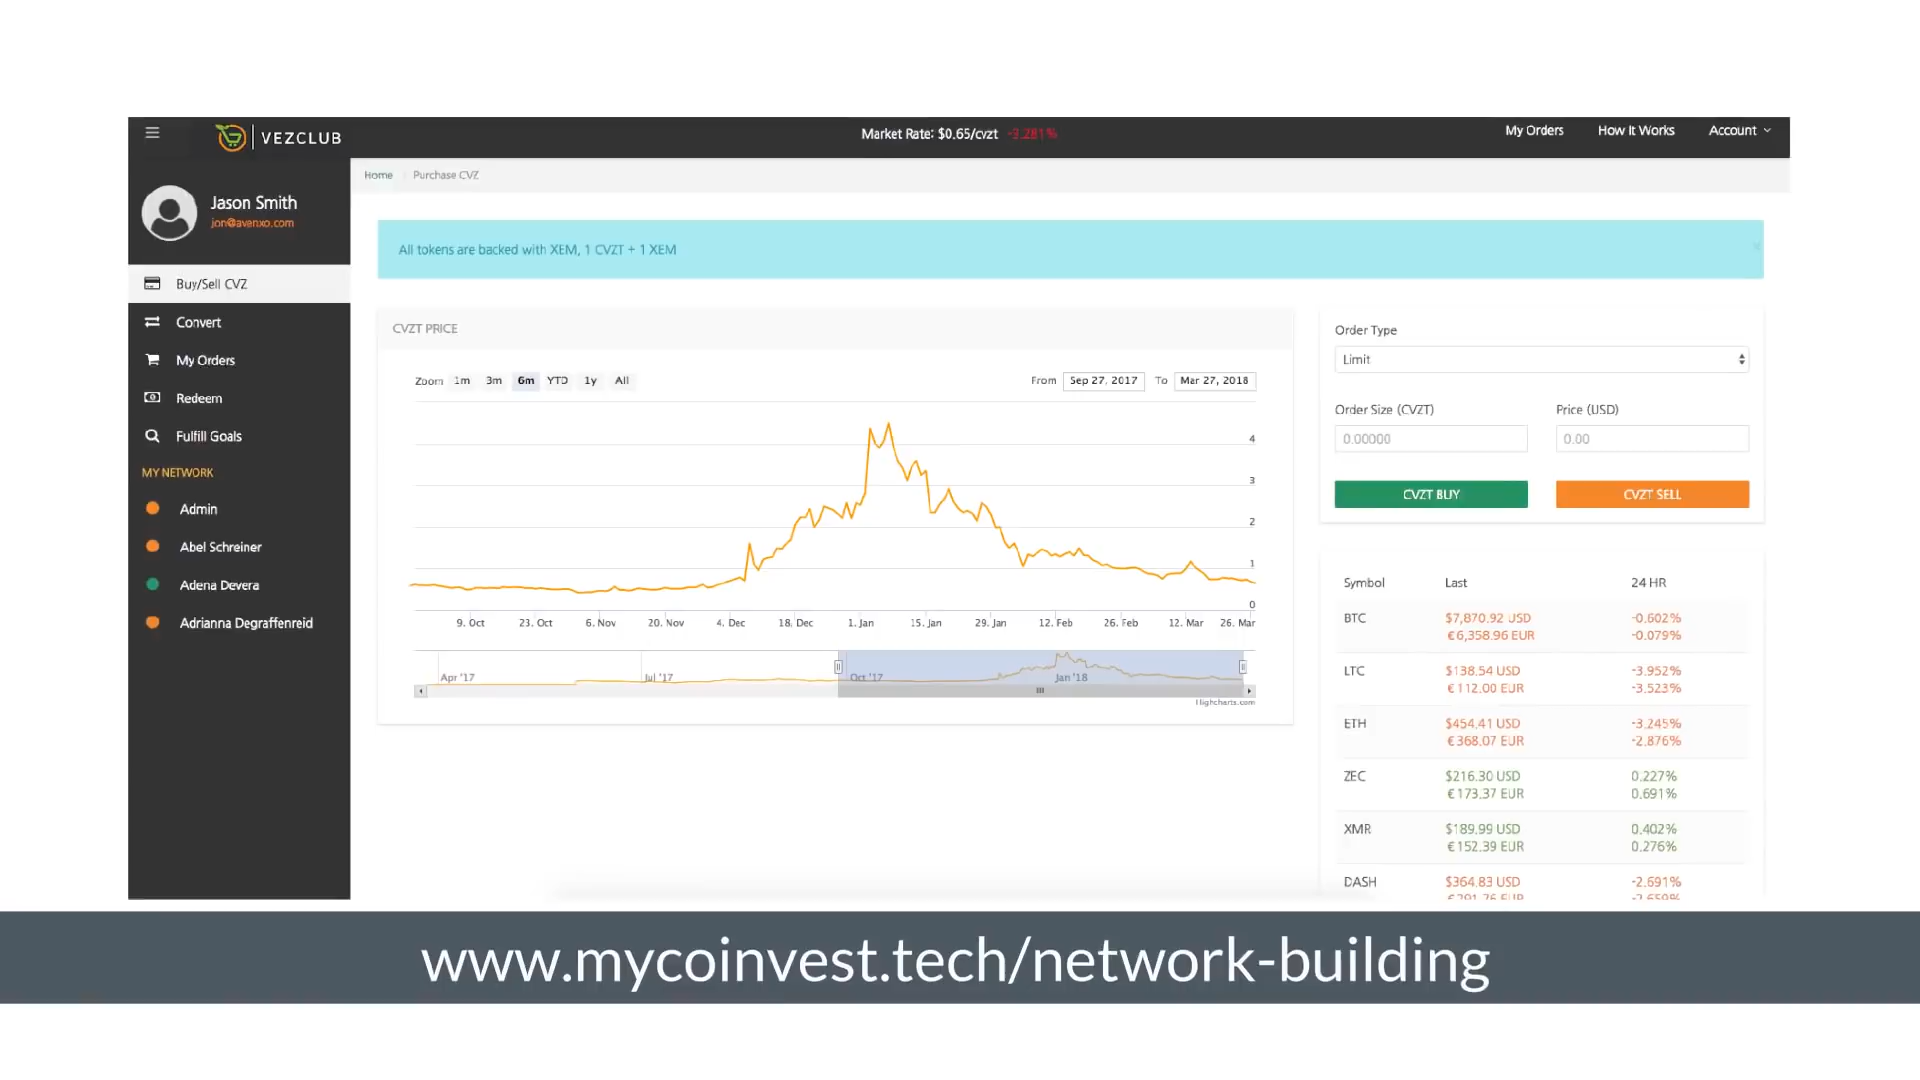 VEZCLUB
Market Rate: $0.65/cvzt -3.281%
My Orders How It Works Account
Jason Smith
jon@avenxo.com
Home / Purchase CVZ
All tokens are backed with XEM, 1 CVZT + 1 XEM
Buy/Sell CVZ
Convert
My Orders
Redeem
Fulfill Goals
MY NETWORK
Admin
Abel Schreiner
Adena Devera
Adrianna Degraffenreid
CVZT PRICE
Zoom 1m 3m 6m YTD 1y All
From Sep 27, 2017 To Mar 27, 2018
4
3
2
1
0
9. Oct 23. Oct 6. Nov 20. Nov 4. Dec 18. Dec 1. Jan 15. Jan 29. Jan 12. Feb 26. Feb 12. Mar 26. Mar
Apr '17 Jul '17 Oct '17 Jan '18
Highcharts.com
Order Type
Limit
Order Size (CVZT) Price (USD)
0.00000 0.00
CVZT BUY CVZT SELL
Symbol Last 24 HR
BTC $7,870.92 USD -0.602%
€6,358.96 EUR -0.079%
LTC $138.54 USD -3.952%
€112.00 EUR -3.523%
ETH $454.41 USD -3.245%
€368.07 EUR -2.876%
ZEC $216.30 USD 0.227%
€173.37 EUR 0.691%
XMR $189.99 USD 0.402%
€152.39 EUR 0.276%
DASH $364.83 USD -2.691%
www.mycoinvest.tech/network-building